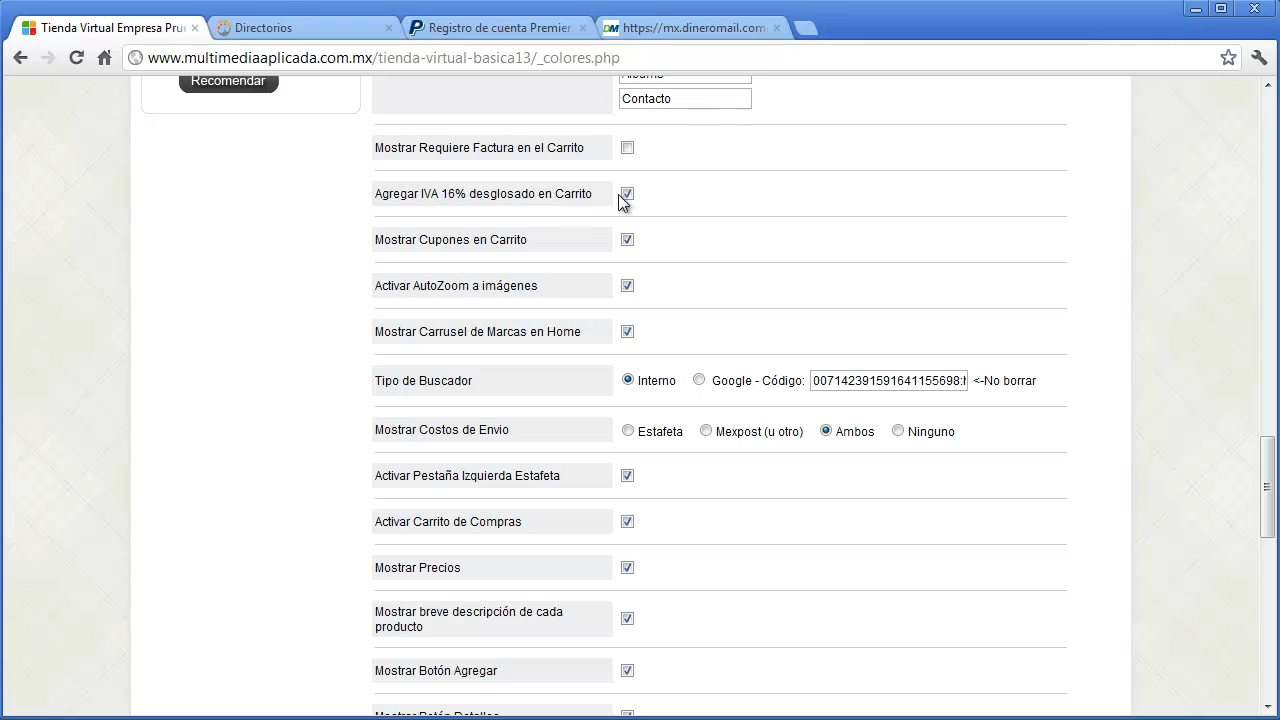 Tienda Virtual Empresa Pru
Directorios
Registro de cuenta Premier
https://mx.dineromail.com
www.multimediaaplicada.com.mx/tienda-virtual-basica13/_colores.php
Recomendar
Contacto
Mostrar Requiere Factura en el Carrito
Agregar IVA 16% desglosado en Carrito
Mostrar Cupones en Carrito
Activar AutoZoom a imágenes
Mostrar Carrusel de Marcas en Home
Tipo de Buscador Interno Google - Código: 007142391591641155698: <-No borrar
Mostrar Costos de Envio Estafeta Mexpost (u otro) Ambos Ninguno
Activar Pestaña Izquierda Estafeta
Activar Carrito de Compras
Mostrar Precios
Mostrar breve descripción de cada
producto
Mostrar Botón Agregar